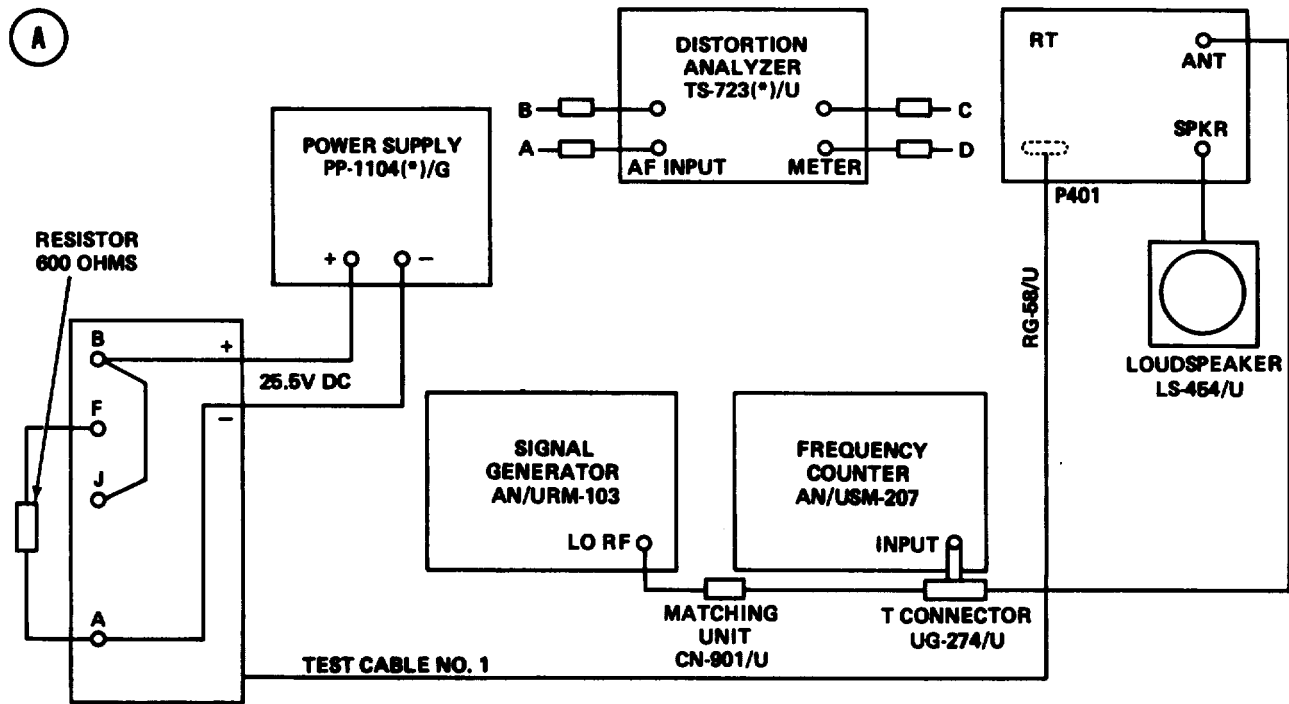 A
DISTORTION
ANALYZER
TS-723(*)/U
B
A
AF INPUT
METER
C
D
RT
ANT
SPKR
P401
POWER SUPPLY
PP-1104(*)/G
+
−
RESISTOR
600 OHMS
B
F
J
A
+
25.5V DC
−
RG-58/U
LOUDSPEAKER
LS-454/U
SIGNAL
GENERATOR
AN/URM-103
LO RF
FREQUENCY
COUNTER
AN/USM-207
INPUT
MATCHING
UNIT
CN-901/U
T CONNECTOR
UG-274/U
TEST CABLE NO. 1